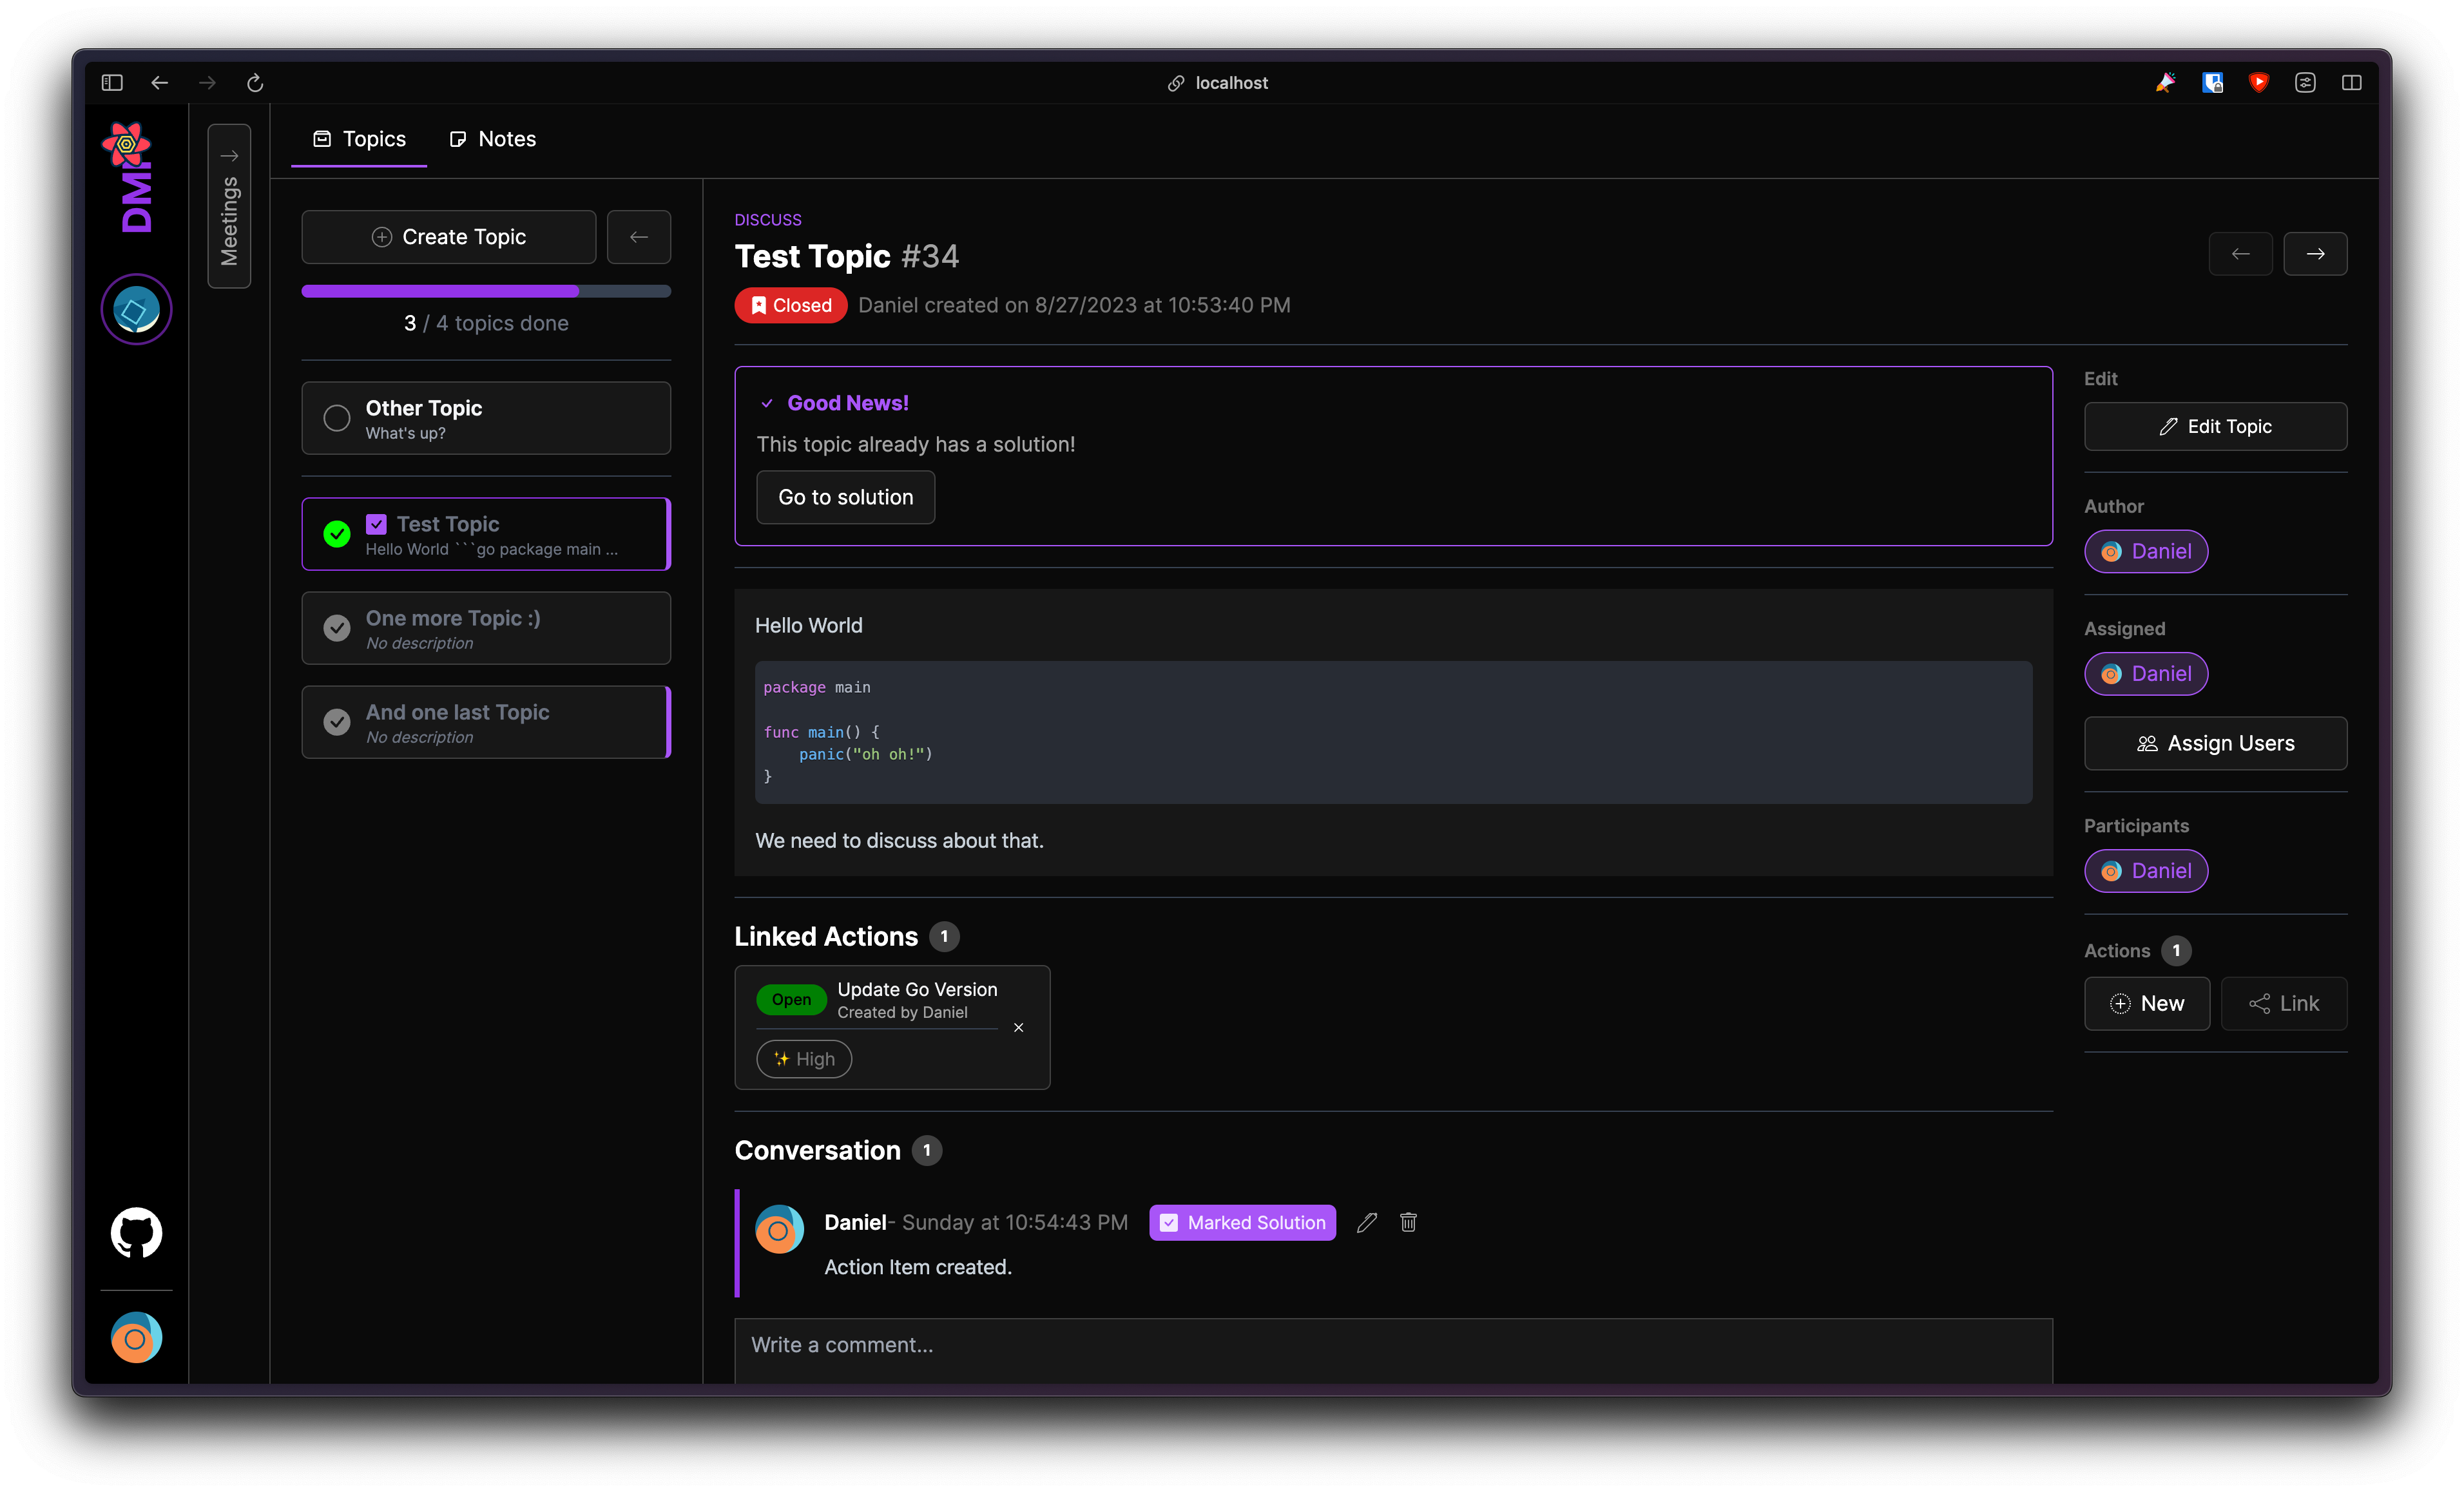 localhost
DM
Meetings
Topics
Notes
Create Topic
3 / 4 topics done
Other Topic
What's up?
Test Topic
Hello World ```go package main ...
One more Topic :)
No description
And one last Topic
No description
DISCUSS
Test Topic #34
Closed
Daniel created on 8/27/2023 at 10:53:40 PM
Good News!
This topic already has a solution!
Go to solution
Hello World
package main
func main() {
panic("oh oh!")
}
We need to discuss about that.
Linked Actions 1
Open
Update Go Version
Created by Daniel
✨ High
Conversation 1
Daniel- Sunday at 10:54:43 PM
Marked Solution
Action Item created.
Write a comment...
Edit
Edit Topic
Author
Daniel
Assigned
Daniel
Assign Users
Participants
Daniel
Actions 1
New
Link